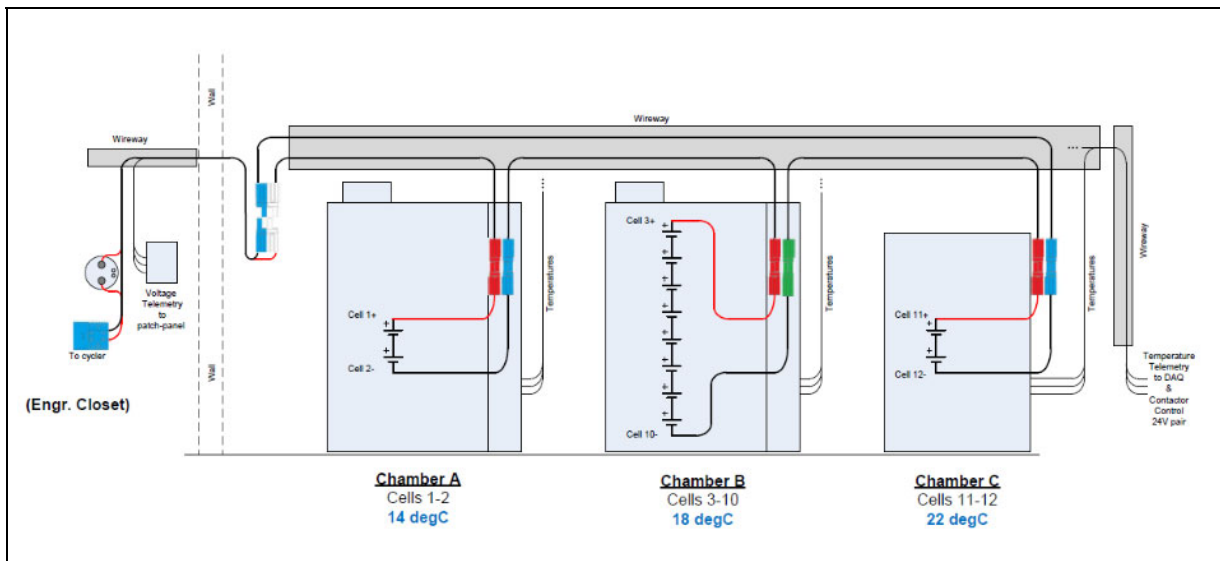 Wall
Wireway
Wireway
...
Wireway
Cell 3+
Voltage
Telemetry
to
patch-panel
Temperatures
Temperatures
Temperatures
Cell 1+
Cell 11+
To cycler
Wall
Cell 2-
Cell 12-
Temperature
Telemetry
to DAQ
&
Contactor
Control
24V pair
(Engr. Closet)
Cell 10-
Chamber A
Cells 1-2
14 degC
Chamber B
Cells 3-10
18 degC
Chamber C
Cells 11-12
22 degC